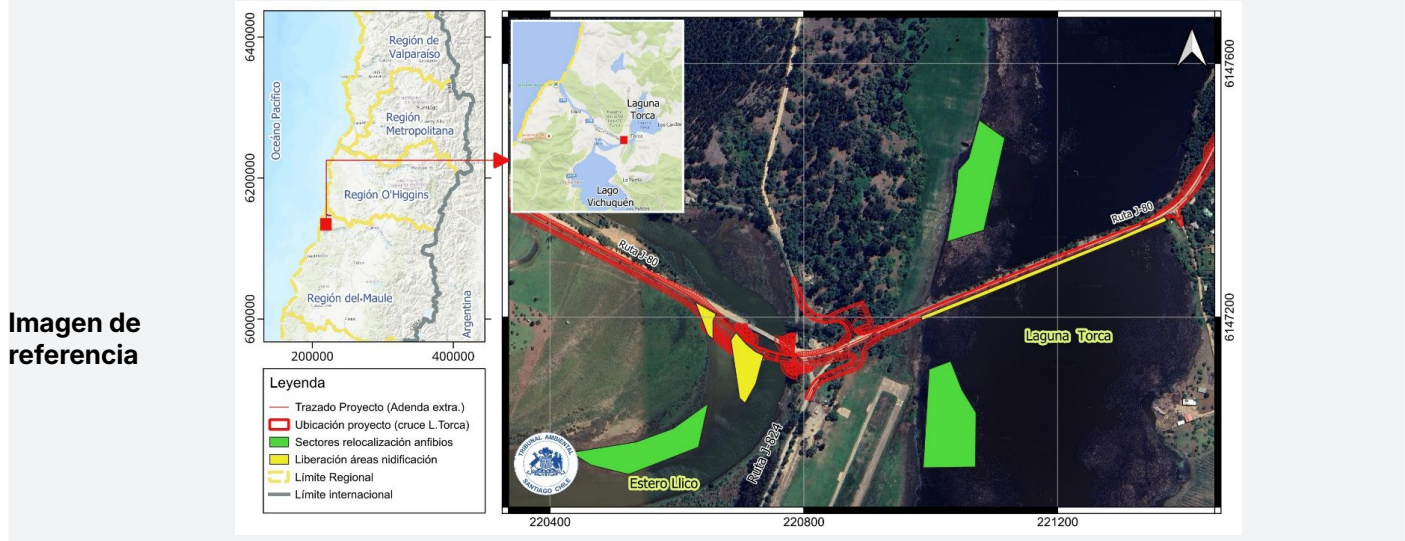 Imagen de
referencia
6400000
6200000
6000000
200000
400000
Océano Pacífico
Región de
Valparaiso
Región
Metropolitana
Región O'Higgins
Región del Maule
Argentina
Leyenda
Trazado Proyecto (Adenda extra.)
Ubicación proyecto (cruce L.Torca)
Sectores relocalización anfibios
Liberación áreas nidificación
Límite Regional
Límite internacional
Laguna
Torca
Lago
Vichuquén
Ruta J-80
Ruta J-80
Ruta J-824
Laguna Torca
Estero Llico
TRIBUNAL AMBIENTAL
SANTIAGO CHILE
220400
220800
221200
6147600
6147200